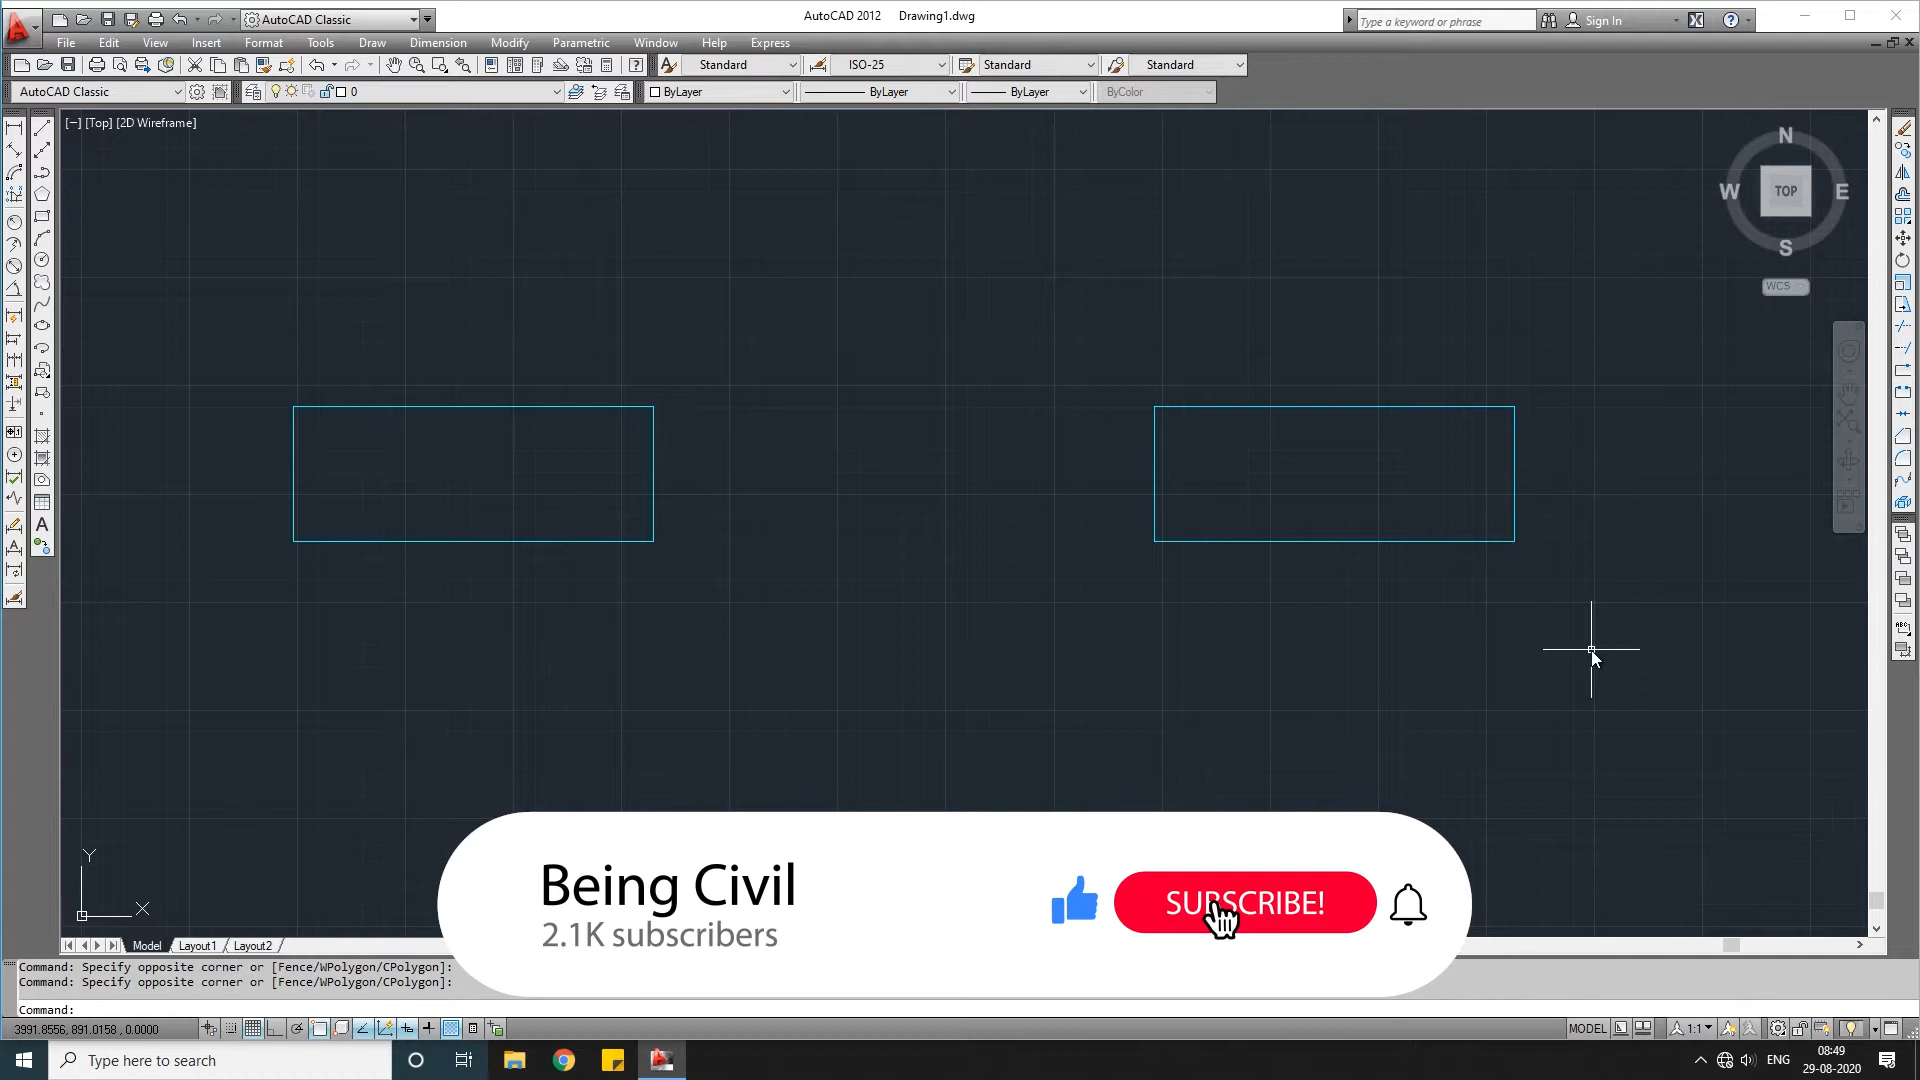 AutoCAD Classic
AutoCAD 2012 Drawing1.dwg
Type a keyword or phrase
Sign In
File Edit View Insert Format Tools Draw Dimension Modify Parametric Window Help Express
Standard ISO-25 Standard Standard
AutoCAD Classic 0 ByLayer ByLayer ByLayer ByColor
[−] [Top] [2D Wireframe]
N
W TOP E
S
WCS
Y
X
Being Civil
2.1K subscribers
SUBSCRIBE!
Model Layout1 Layout2
Command: Specify opposite corner or [Fence/WPolygon/CPolygon]:
Command: Specify opposite corner or [Fence/WPolygon/CPolygon]:
Command:
3991.8556, 891.0158 , 0.0000
MODEL 1:1
Type here to search
ENG
08:49
29-08-2020